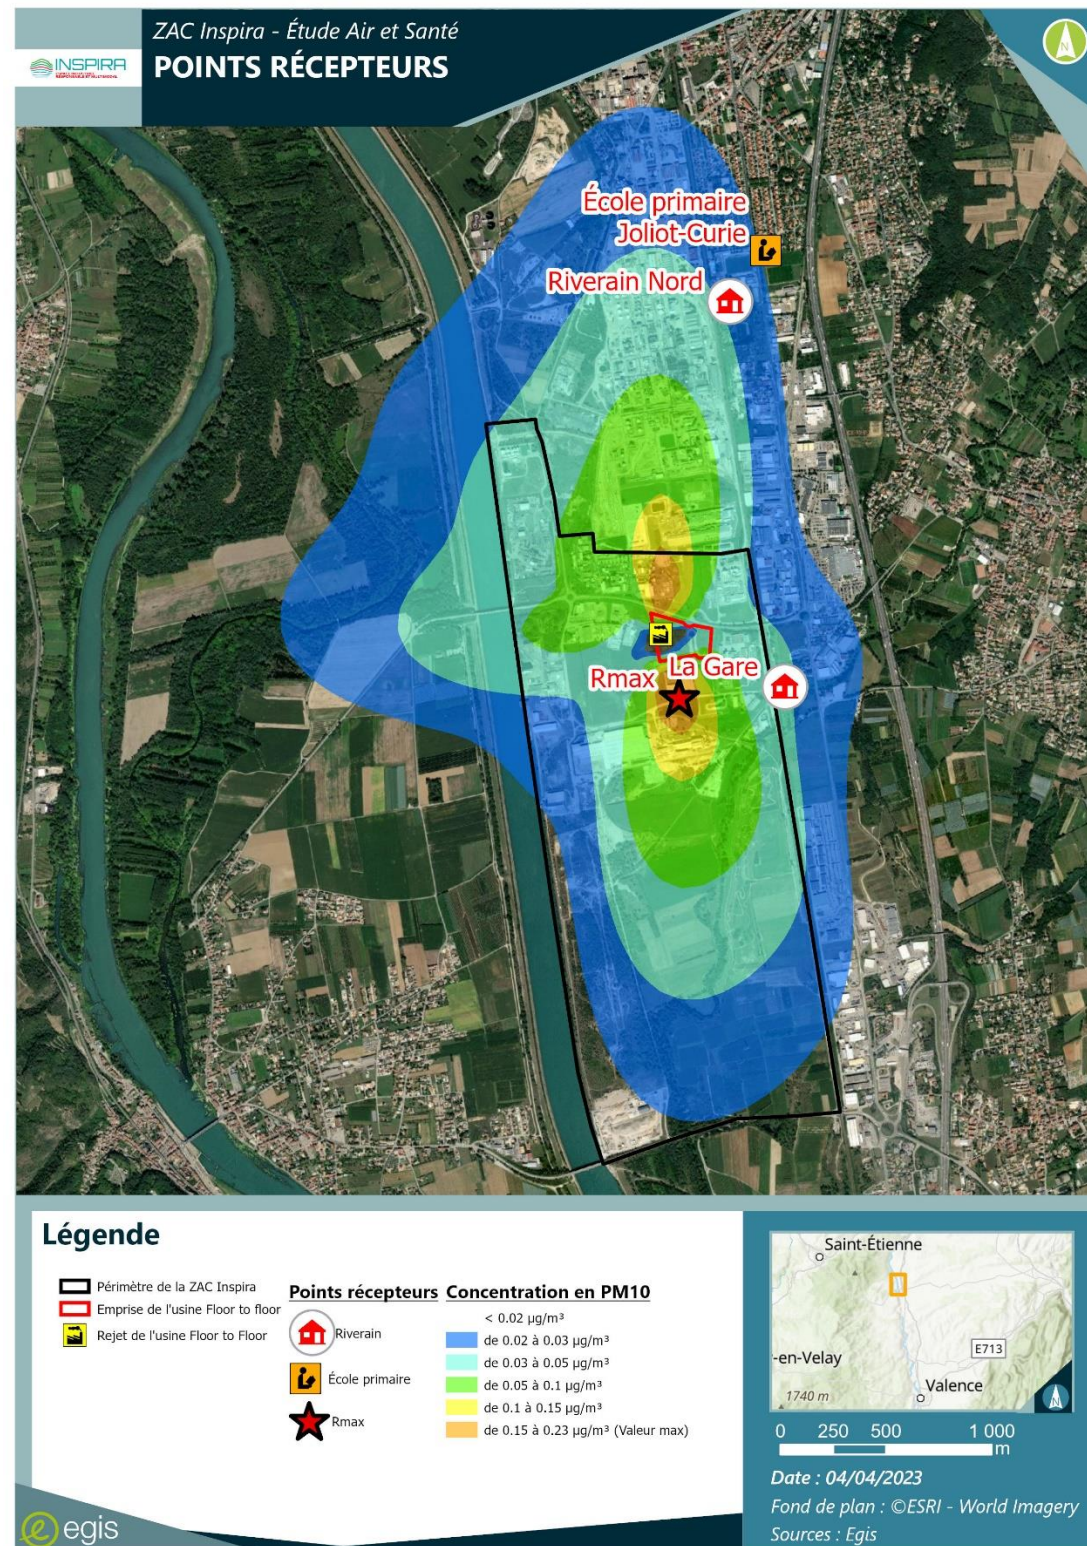 ZAC Inspira - Étude Air et Santé
INSPIRA
POINTS RÉCEPTEURS
N
École primaire
Joliot-Curie
Riverain Nord
La Gare
Rmax
Légende
Périmètre de la ZAC Inspira
Emprise de l'usine Floor to floor
Rejet de l'usine Floor to Floor
Points récepteurs
Riverain
École primaire
Rmax
Concentration en PM10
< 0.02 µg/m³
de 0.02 à 0.03 µg/m³
de 0.03 à 0.05 µg/m³
de 0.05 à 0.1 µg/m³
de 0.1 à 0.15 µg/m³
de 0.15 à 0.23 µg/m³ (Valeur max)
Saint-Étienne
E713
-en-Velay
Valence
1740 m
N
0 250 500 1 000
m
Date : 04/04/2023
Fond de plan : ©ESRI - World Imagery
Sources : Egis
egis